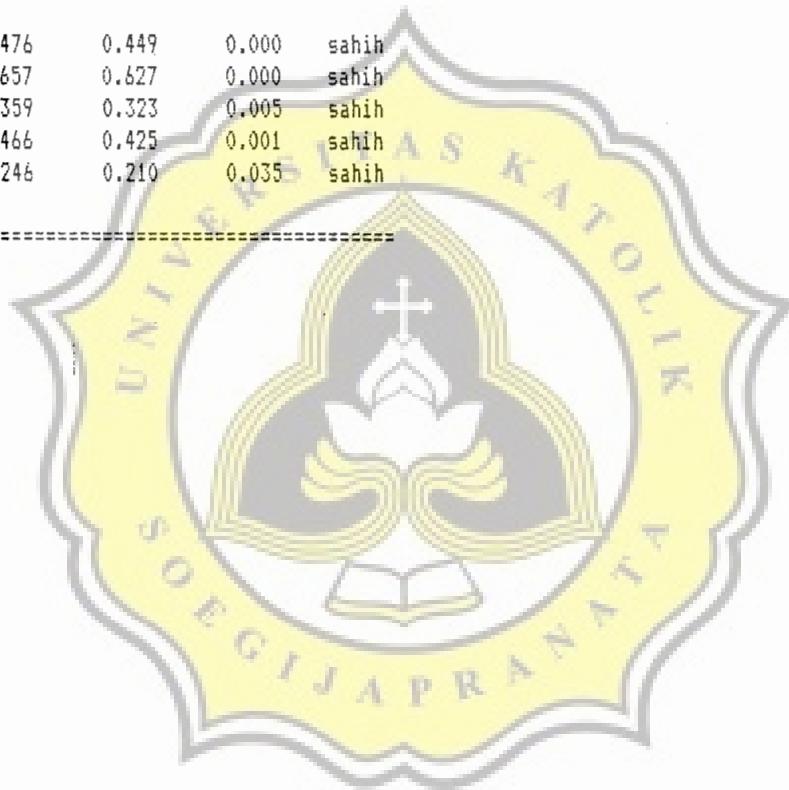 476 0.449 0.000 sahih
657 0.627 0.000 sahih
359 0.323 0.005 sahih
466 0.425 0.001 sahih
246 0.210 0.035 sahih
==================================
UNIVERSITAS KATOLIK
SOEGIJAPRANATA